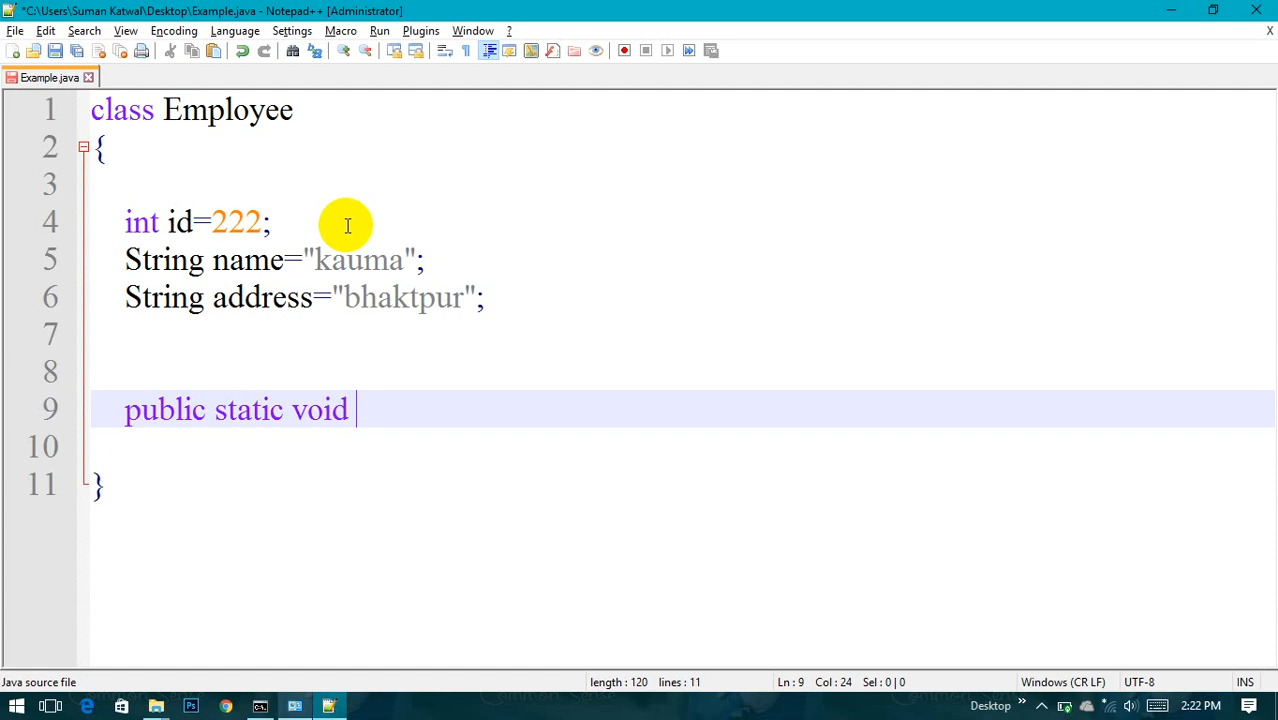 *C:\Users\Suman Katwal\Desktop\Example.java - Notepad++ [Administrator]
File Edit Search View Encoding Language Settings Macro Run Plugins Window ? X
Example.java
1 class Employee
2 {
3
4 int id=222;
5 String name="kauma";
6 String address="bhaktpur";
7
8
9 public static void
10
11 }
Java source file length : 120 lines : 11 Ln : 9 Col : 24 Sel : 0 | 0 Windows (CR LF) UTF-8 INS
Desktop 2:22 PM